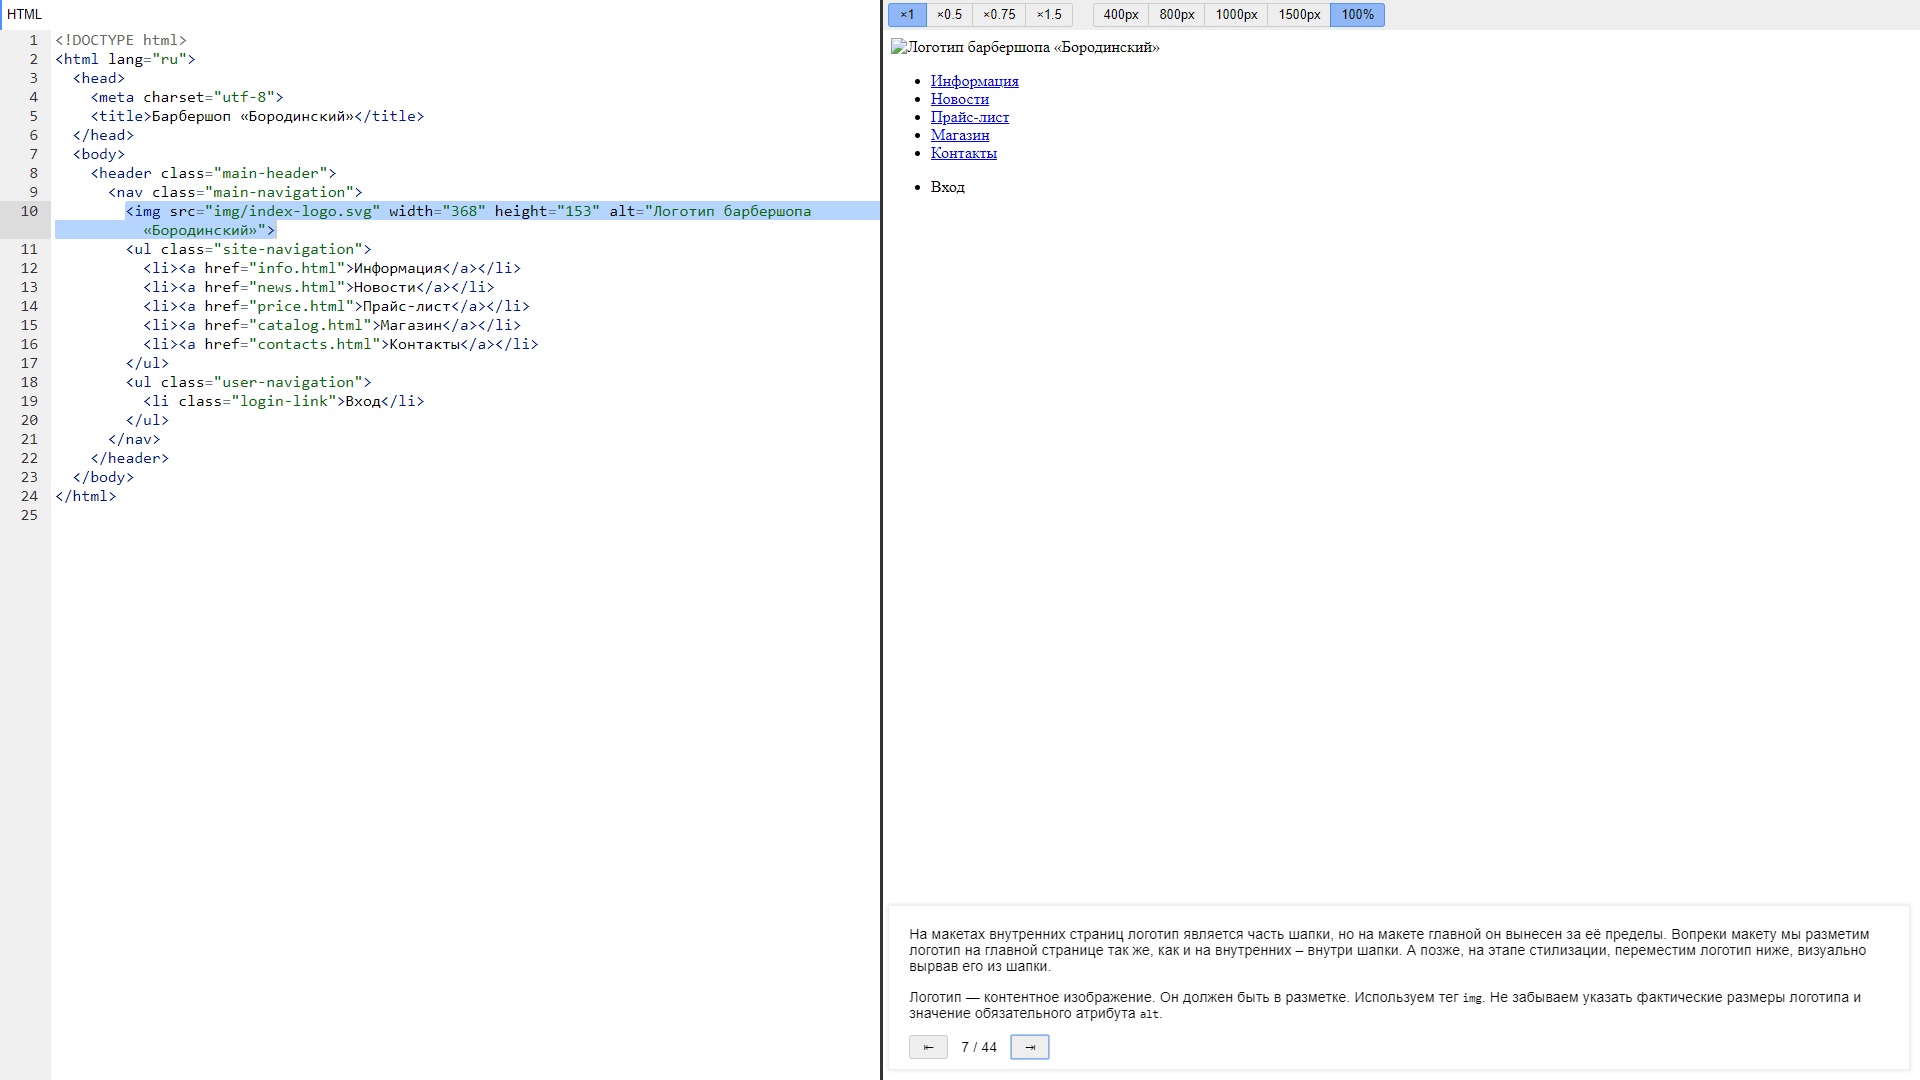 HTML
1 <!DOCTYPE html>
2 <html lang="ru">
3 <head>
4 <meta charset="utf-8">
5 <title>Барбершоп «Бородинский»</title>
6 </head>
7 <body>
8 <header class="main-header">
9 <nav class="main-navigation">
10 <img src="img/index-logo.svg" width="368" height="153" alt="Логотип барбершопа
«Бородинский»">
11 <ul class="site-navigation">
12 <li><a href="info.html">Информация</a></li>
13 <li><a href="news.html">Новости</a></li>
14 <li><a href="price.html">Прайс-лист</a></li>
15 <li><a href="catalog.html">Магазин</a></li>
16 <li><a href="contacts.html">Контакты</a></li>
17 </ul>
18 <ul class="user-navigation">
19 <li class="login-link">Вход</li>
20 </ul>
21 </nav>
22 </header>
23 </body>
24 </html>
25
×1 ×0.5 ×0.75 ×1.5 400px 800px 1000px 1500px 100%
Логотип барбершопа «Бородинский»
• Информация
• Новости
• Прайс-лист
• Магазин
• Контакты
• Вход
На макетах внутренних страниц логотип является часть шапки, но на макете главной он вынесен за её пределы. Вопреки макету мы разметим
логотип на главной странице так же, как и на внутренних – внутри шапки. А позже, на этапе стилизации, переместим логотип ниже, визуально
вырвав его из шапки.
Логотип — контентное изображение. Он должен быть в разметке. Используем тег img. Не забываем указать фактические размеры логотипа и
значение обязательного атрибута alt.
⇤ 7 / 44 ⇥